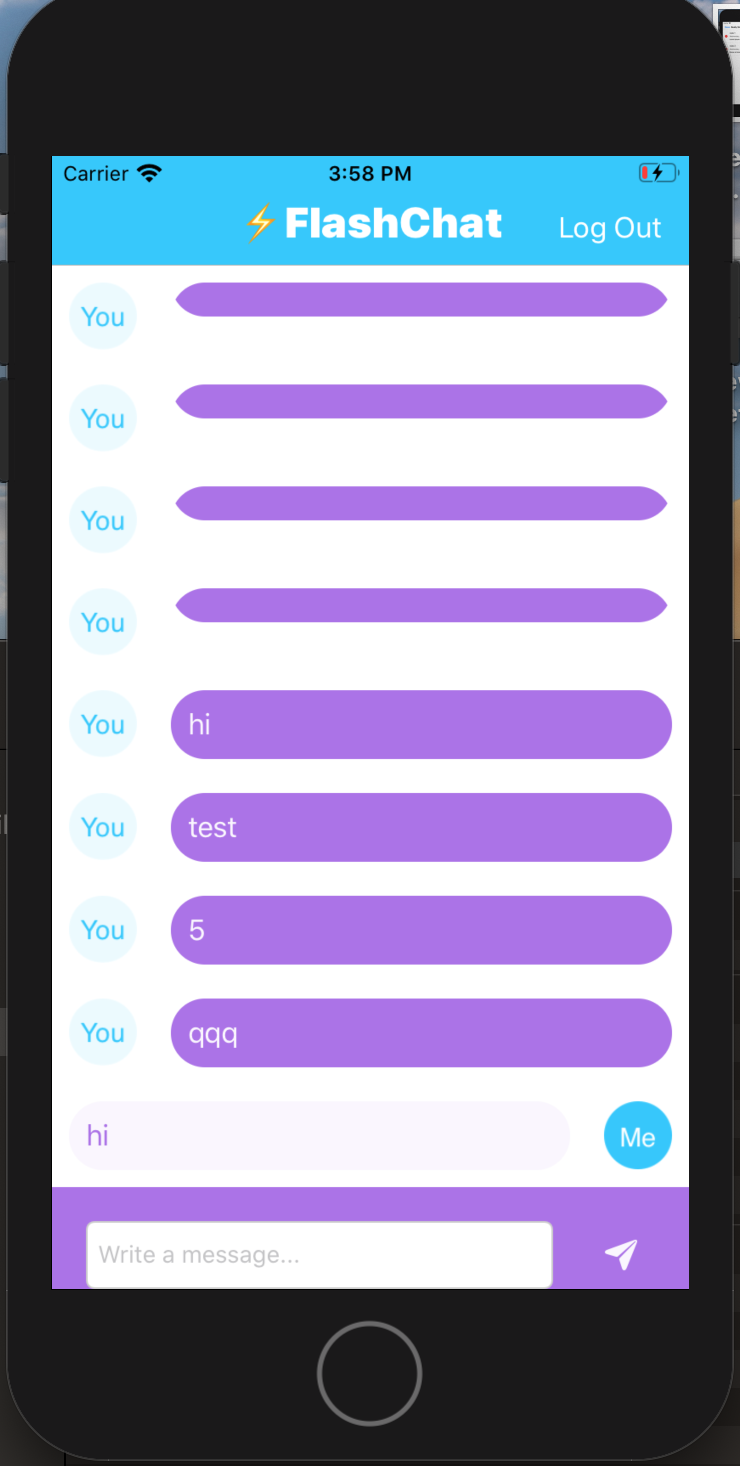 Carrier 3:58 PM
⚡FlashChat Log Out
You
You
You
You
You hi
You test
You 5
You qqq
hi Me
Write a message...